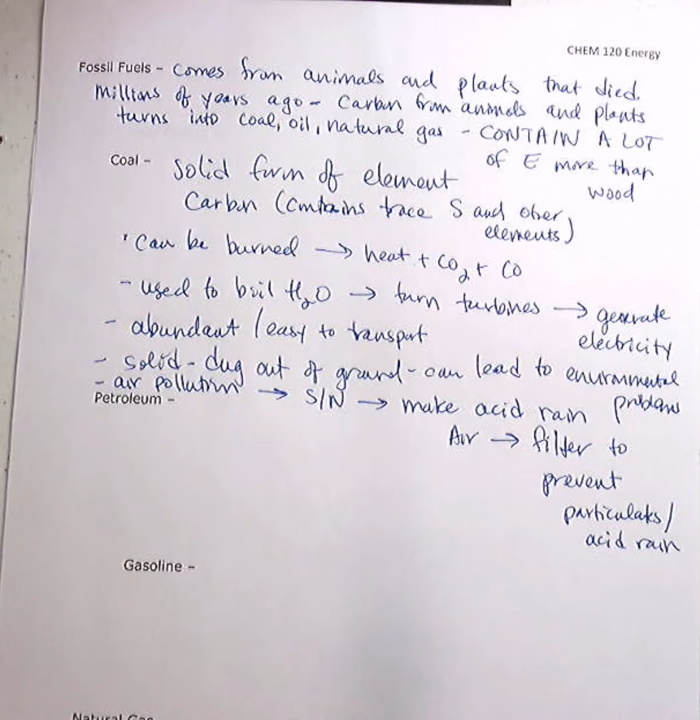 CHEM 120 Energy
Fossil Fuels - Comes from animals and plants that died
Millions of years ago - Carbon from animals and plants
turns into coal, oil, natural gas - CONTAIN A LOT
of E more than
wood
Coal - solid form of element
Carbon (contains trace S and other
elements)
• Can be burned → heat + CO₂ + CO
- used to boil H₂O → turn turbines → generate
electricity
- abundant / easy to transport
- solid - dug out of ground - can lead to environmental
problems
- air pollution → S/N → make acid rain
Petroleum -
Air → filter to
prevent
particulates/
acid rain
Gasoline -
Natural Gas